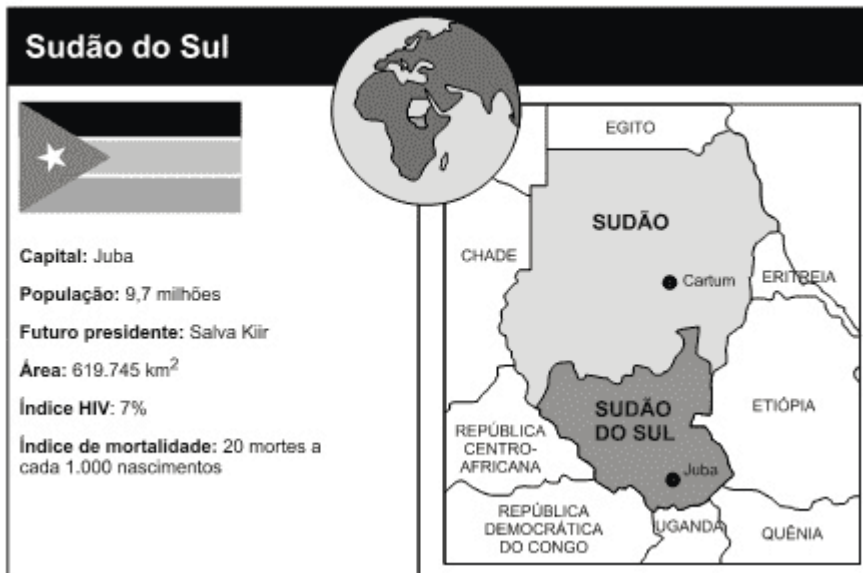 Sudão do Sul
Capital: Juba
População: 9,7 milhões
Futuro presidente: Salva Kiir
Área: 619.745 km²
Índice HIV: 7%
Índice de mortalidade: 20 mortes a
cada 1.000 nascimentos
EGITO
SUDÃO
CHADE
Cartum
ERITREIA
SUDÃO
DO SUL
ETIÓPIA
REPÚBLICA
CENTRO-
AFRICANA
Juba
REPÚBLICA
DEMOCRÁTICA
DO CONGO
UGANDA
QUÊNIA